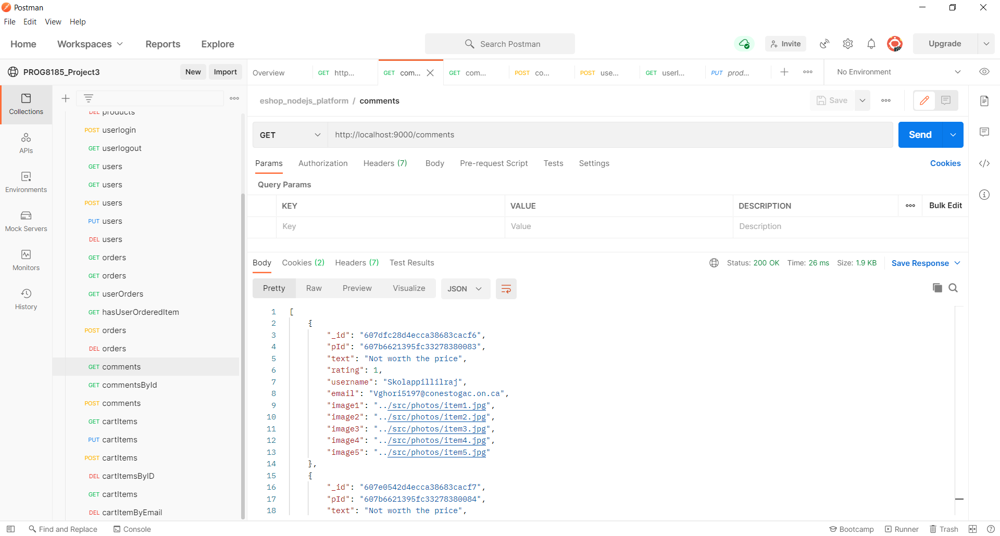 Postman
File Edit View Help
Home Workspaces Reports Explore Search Postman Invite Upgrade
PROG8185_Project3 New Import
Overview GET http... GET com... GET com... POST co... POST use... GET userl... PUT prod... No Environment
Collections
APIs
Environments
Mock Servers
Monitors
History
DEL products
POST userlogin
GET userlogout
GET users
GET users
POST users
PUT users
DEL users
GET orders
GET orders
GET userOrders
GET hasUserOrderedItem
POST orders
DEL orders
GET comments
GET commentsById
POST comments
GET cartItems
PUT cartItems
POST cartItems
DEL cartItemsByID
GET cartItems
DEL cartItemByEmail
eshop_nodejs_platform / comments Save
GET http://localhost:9000/comments Send
Params Authorization Headers (7) Body Pre-request Script Tests Settings Cookies
Query Params
KEY VALUE DESCRIPTION Bulk Edit
Key Value Description
Body Cookies (2) Headers (7) Test Results Status: 200 OK Time: 26 ms Size: 1.9 KB Save Response
Pretty Raw Preview Visualize JSON
1 [
2 {
3 "_id": "607dfc28d4ecca38683cacf6",
4 "pId": "607b6621395fc33278380083",
5 "text": "Not worth the price",
6 "rating": 1,
7 "username": "Skolappillilraj",
8 "email": "Vghori5197@conestogac.on.ca",
9 "image1": "../src/photos/item1.jpg",
10 "image2": "../src/photos/item2.jpg",
11 "image3": "../src/photos/item3.jpg",
12 "image4": "../src/photos/item4.jpg",
13 "image5": "../src/photos/item5.jpg"
14 },
15 {
16 "_id": "607e0542d4ecca38683cacf7",
17 "pId": "607b6621395fc33278380084",
18 "text": "Not worth the price",
Find and Replace Console Bootcamp Runner Trash